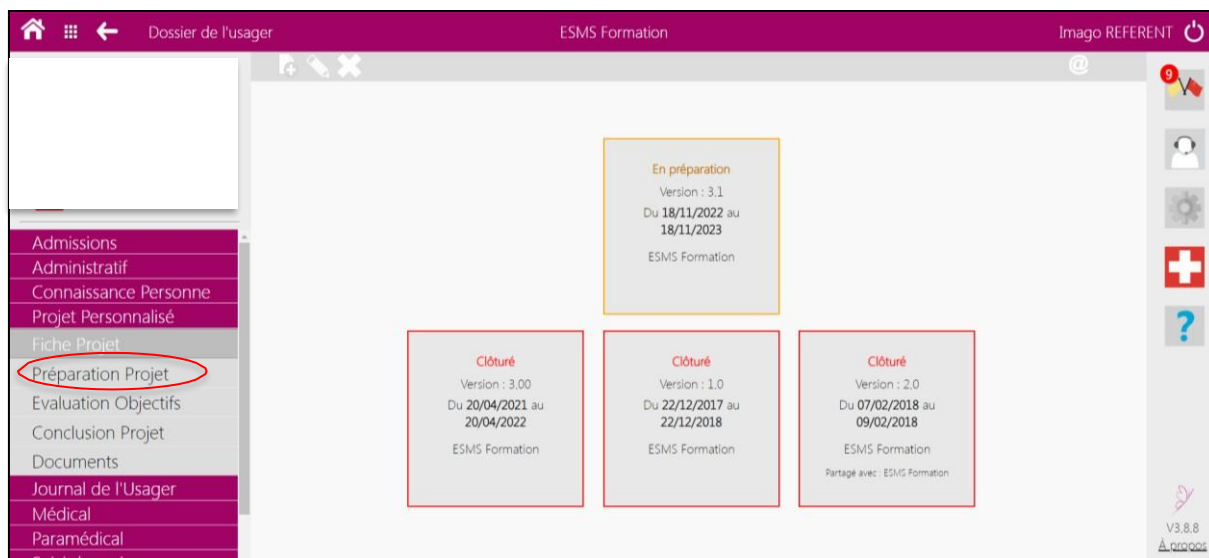 Dossier de l'usager
ESMS Formation
Imago REFERENT
9
Admissions
Administratif
Connaissance Personne
Projet Personnalisé
Fiche Projet
Préparation Projet
Evaluation Objectifs
Conclusion Projet
Documents
Journal de l'Usager
Médical
Paramédical
@
En préparation
Version : 3,1
Du 18/11/2022 au
18/11/2023
ESMS Formation
Clôturé
Version : 3,00
Du 20/04/2021 au
20/04/2022
ESMS Formation
Clôturé
Version : 1,0
Du 22/12/2017 au
22/12/2018
ESMS Formation
Clôturé
Version : 2,0
Du 07/02/2018 au
09/02/2018
ESMS Formation
Partagé avec : ESMS Formation
?
V3.8.8
À propos